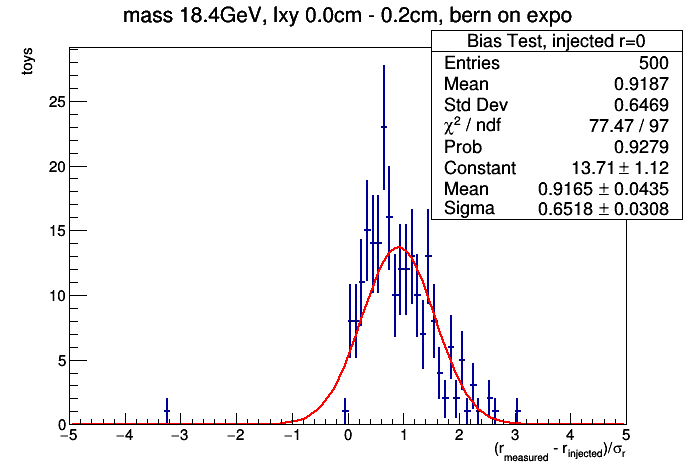 mass 18.4GeV, lxy 0.0cm - 0.2cm, bern on expo
Bias Test, injected r=0
Entries 500
Mean 0.9187
Std Dev 0.6469
χ² / ndf 77.47 / 97
Prob 0.9279
Constant 13.71 ± 1.12
Mean 0.9165 ± 0.0435
Sigma 0.6518 ± 0.0308
toys
25
20
15
10
5
0
−5 −4 −3 −2 −1 0 1 2 3 4 5
(r_measured - r_injected)/σ_r